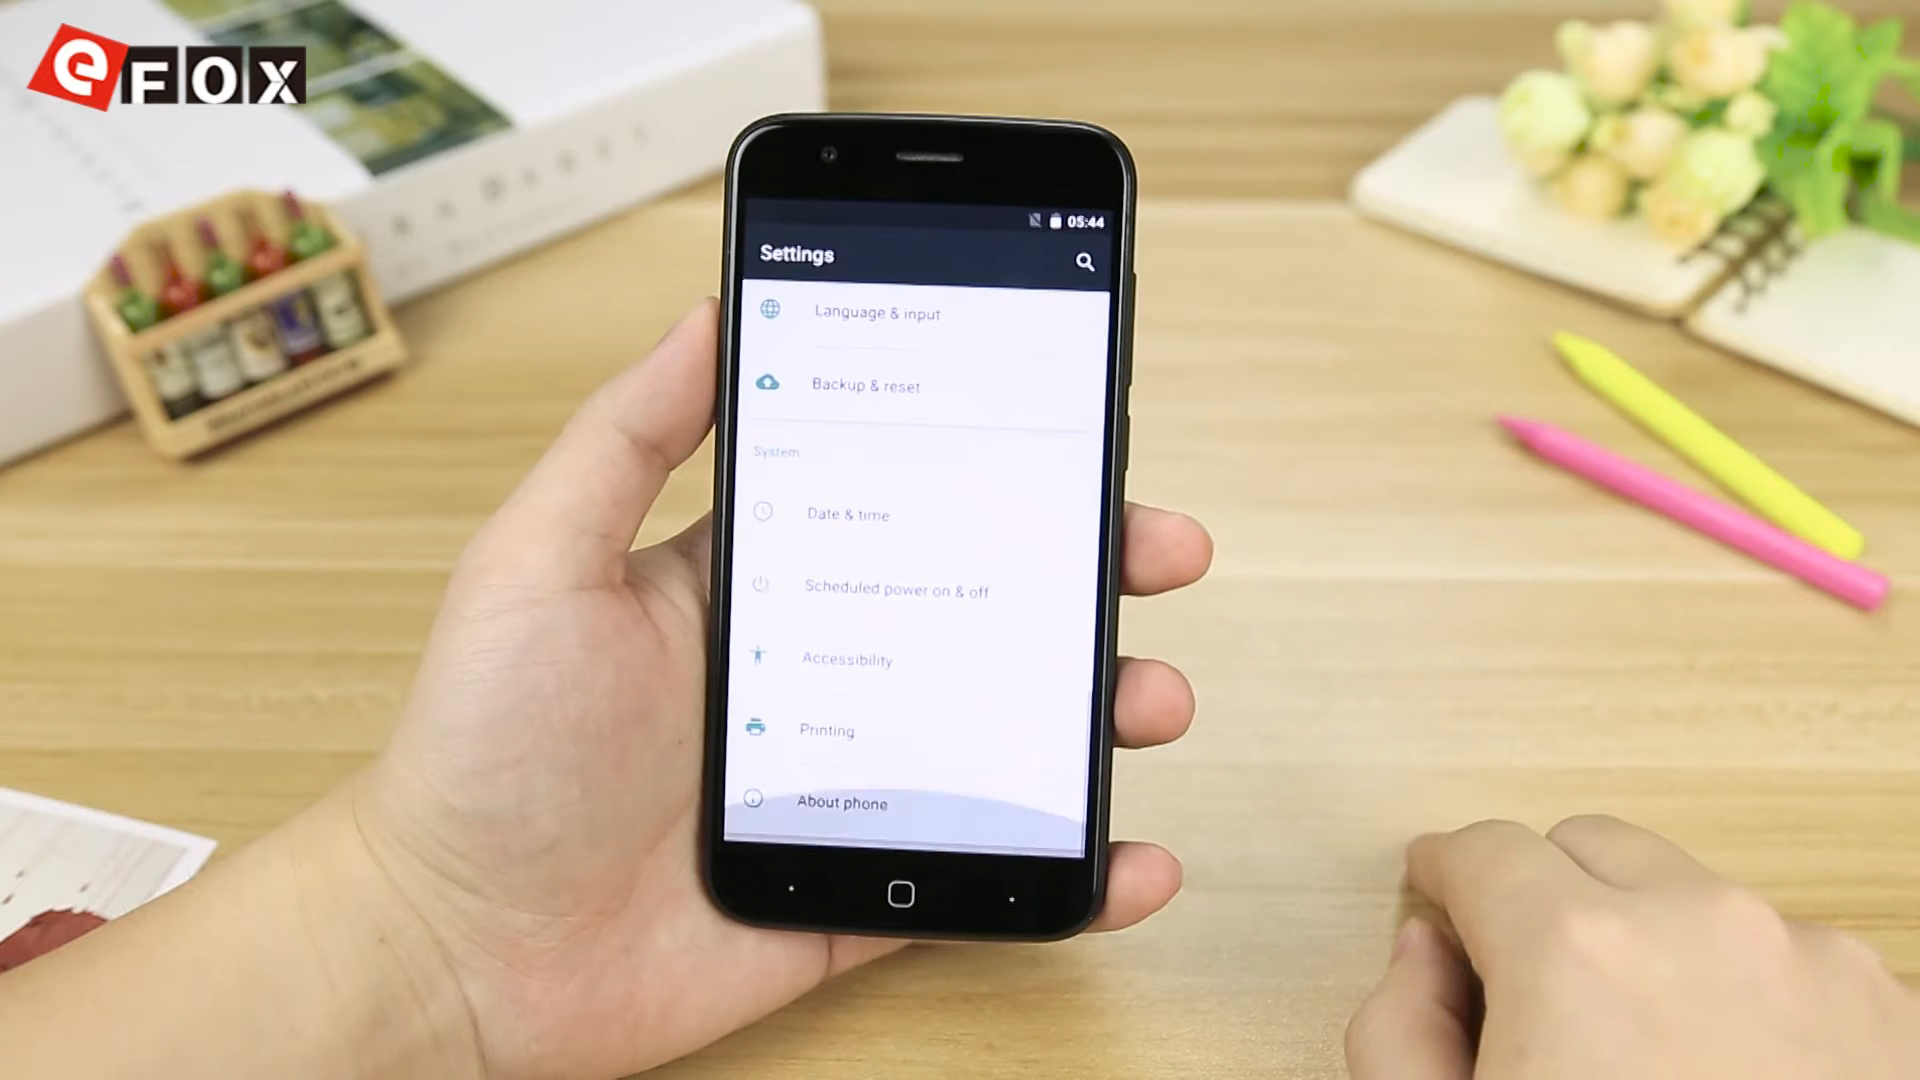 eFOX
05:44
Settings
Language & input
Backup & reset
System
Date & time
Scheduled power on & off
Accessibility
Printing
About phone